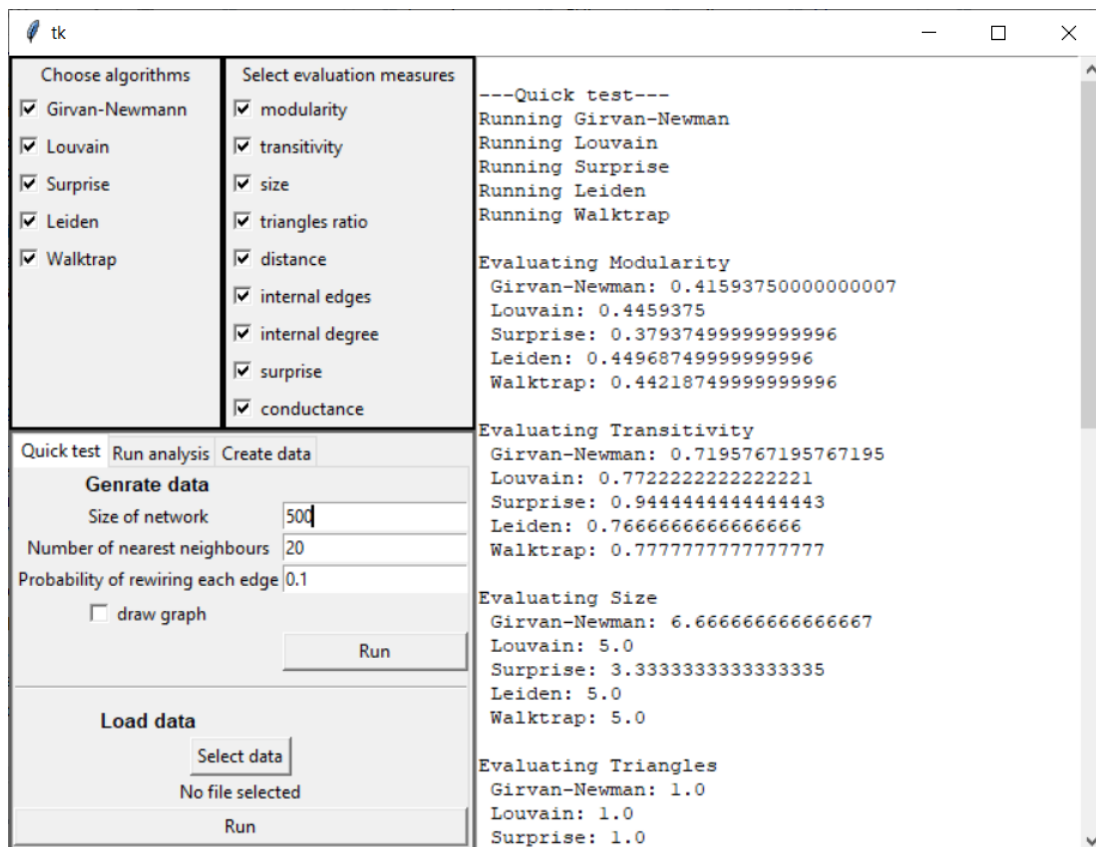 tk
Choose algorithms
Girvan-Newmann
Louvain
Surprise
Leiden
Walktrap
Select evaluation measures
modularity
transitivity
size
triangles ratio
distance
internal edges
internal degree
surprise
conductance
Quick test Run analysis Create data
Genrate data
Size of network 500
Number of nearest neighbours 20
Probability of rewiring each edge 0.1
draw graph
Run
Load data
Select data
No file selected
Run
---Quick test---
Running Girvan-Newman
Running Louvain
Running Surprise
Running Leiden
Running Walktrap
Evaluating Modularity
Girvan-Newman: 0.41593750000000007
Louvain: 0.4459375
Surprise: 0.37937499999999996
Leiden: 0.44968749999999996
Walktrap: 0.44218749999999996
Evaluating Transitivity
Girvan-Newman: 0.7195767195767195
Louvain: 0.7722222222222221
Surprise: 0.9444444444444443
Leiden: 0.7666666666666666
Walktrap: 0.7777777777777777
Evaluating Size
Girvan-Newman: 6.666666666666667
Louvain: 5.0
Surprise: 3.3333333333333335
Leiden: 5.0
Walktrap: 5.0
Evaluating Triangles
Girvan-Newman: 1.0
Louvain: 1.0
Surprise: 1.0